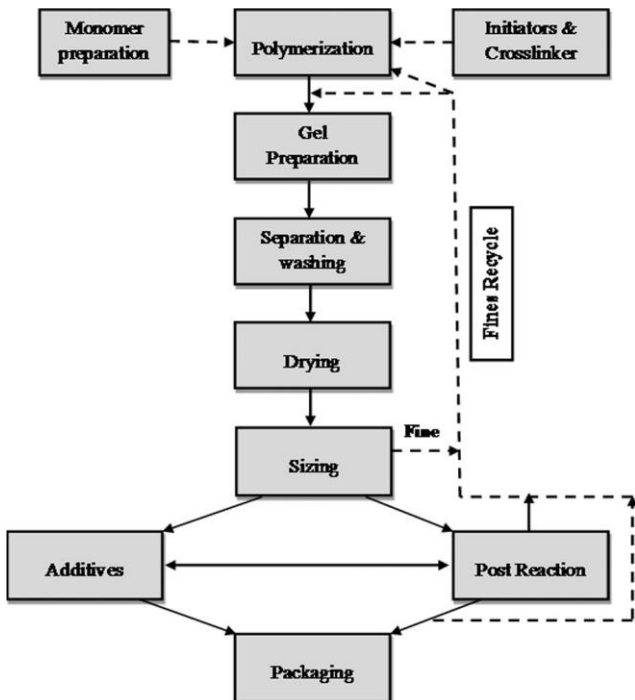 Monomer
preparation
Polymerization
Initiators &
Crosslinker
Gel
Preparation
Separation &
washing
Fines Recycle
Drying
Fine
Sizing
Additives
Post Reaction
Packaging